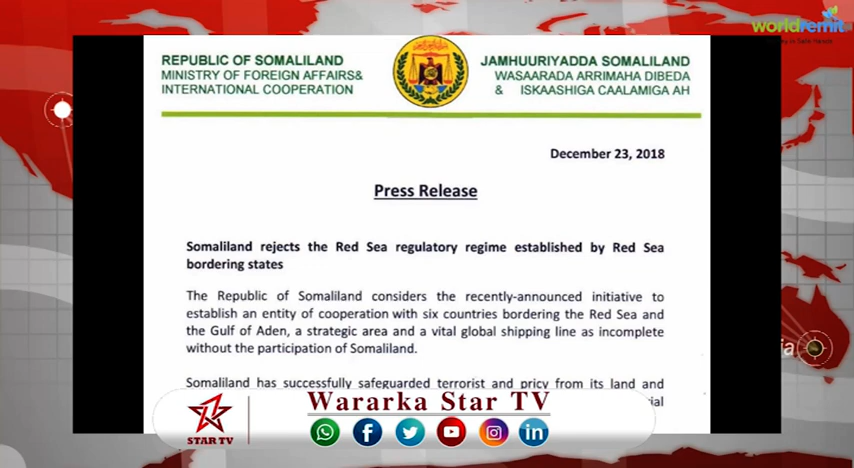 worldremit
REPUBLIC OF SOMALILAND
MINISTRY OF FOREIGN AFFAIRS&
INTERNATIONAL COOPERATION
JAMHUURIYADDA SOMALILAND
WASAARADA ARRIMAHA DIBEDA
& ISKAASHIGA CAALAMIGA AH
December 23, 2018
Press Release
Somaliland rejects the Red Sea regulatory regime established by Red Sea
bordering states
The Republic of Somaliland considers the recently-announced initiative to
establish an entity of cooperation with six countries bordering the Red Sea and
the Gulf of Aden, a strategic area and a vital global shipping line as incomplete
without the participation of Somaliland.
Somaliland has successfully safeguarded terrorist and pricy from its land and
Wararka Star TV
STAR TV